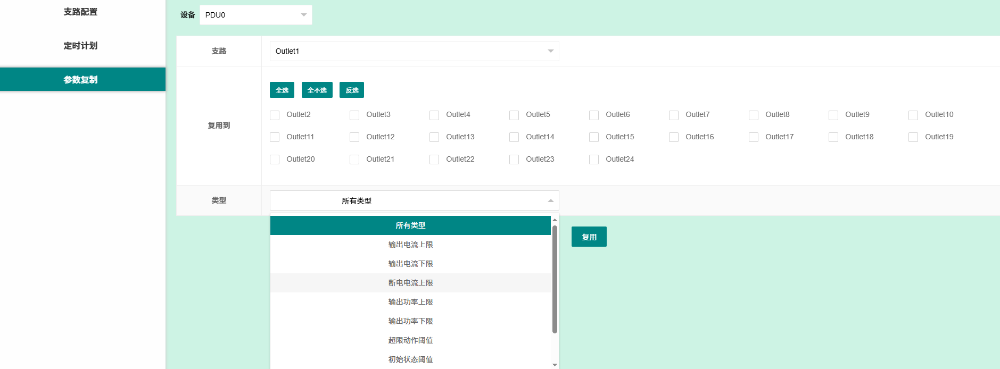 支路配置
定时计划
参数复制
设备 PDU0
支路 Outlet1
全选 全不选 反选
复用到
Outlet2 Outlet3 Outlet4 Outlet5 Outlet6 Outlet7 Outlet8 Outlet9 Outlet10
Outlet11 Outlet12 Outlet13 Outlet14 Outlet15 Outlet16 Outlet17 Outlet18 Outlet19
Outlet20 Outlet21 Outlet22 Outlet23 Outlet24
类型 所有类型
所有类型
复用
输出电流上限
输出电流下限
断电电流上限
输出功率上限
输出功率下限
超限动作阈值
初始状态阈值